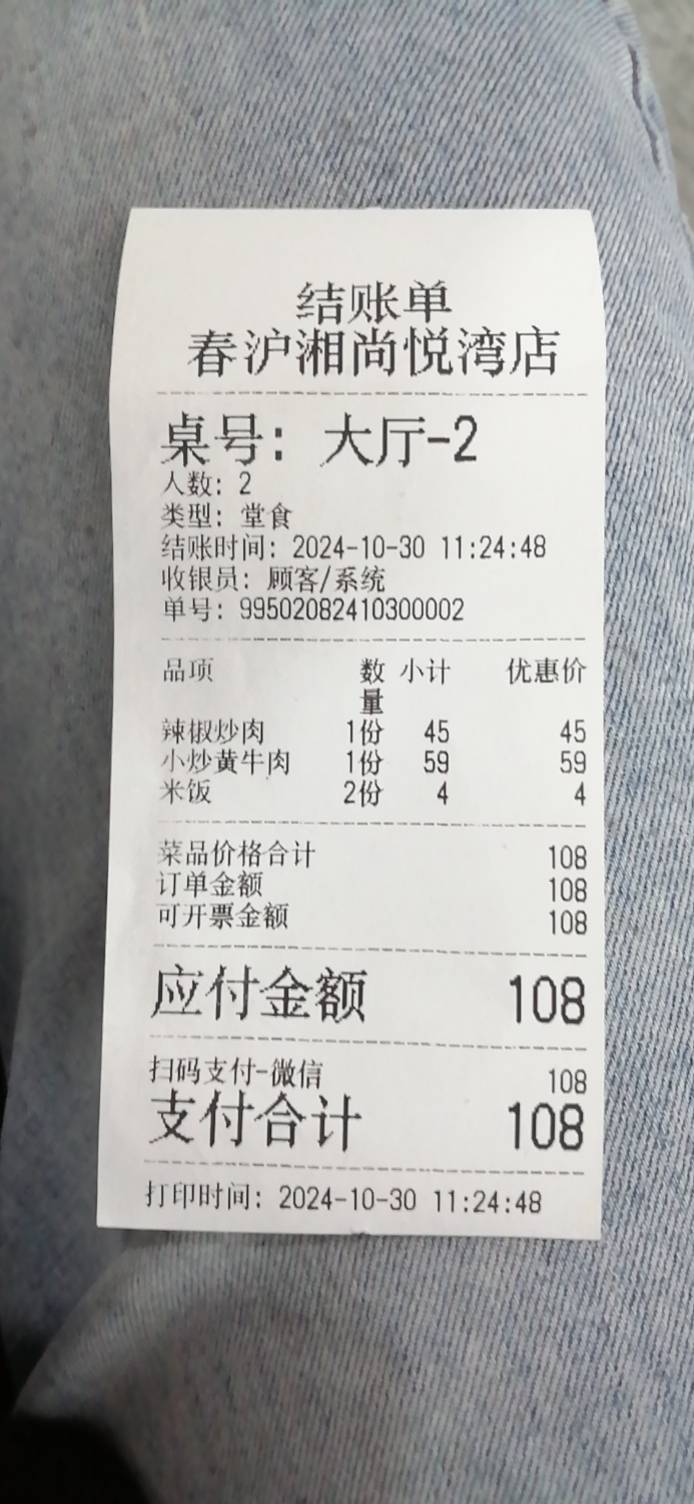 结账单
春沪湘尚悦湾店
桌号: 大厅-2
人数: 2
类型: 堂食
结账时间: 2024-10-30 11:24:48
收银员: 顾客/系统
单号: 99502082410300002
品项 数量 小计 优惠价
辣椒炒肉 1份 45 45
小炒黄牛肉 1份 59 59
米饭 2份 4 4
菜品价格合计 108
订单金额 108
可开票金额 108
应付金额 108
扫码支付-微信 108
支付合计 108
打印时间: 2024-10-30 11:24:48